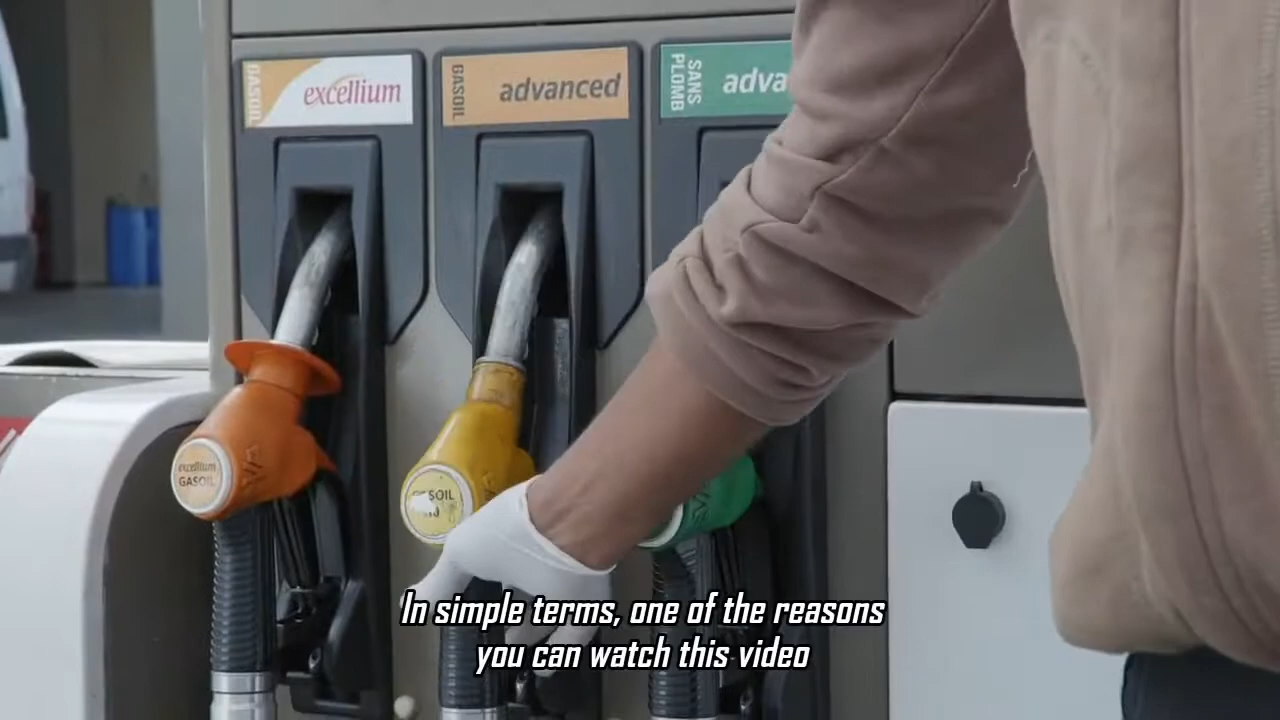 GASOIL
excellium
GASOIL
advanced
SANS
PLOMB
adva
excellium
GASOIL
In simple terms, one of the reasons
you can watch this video